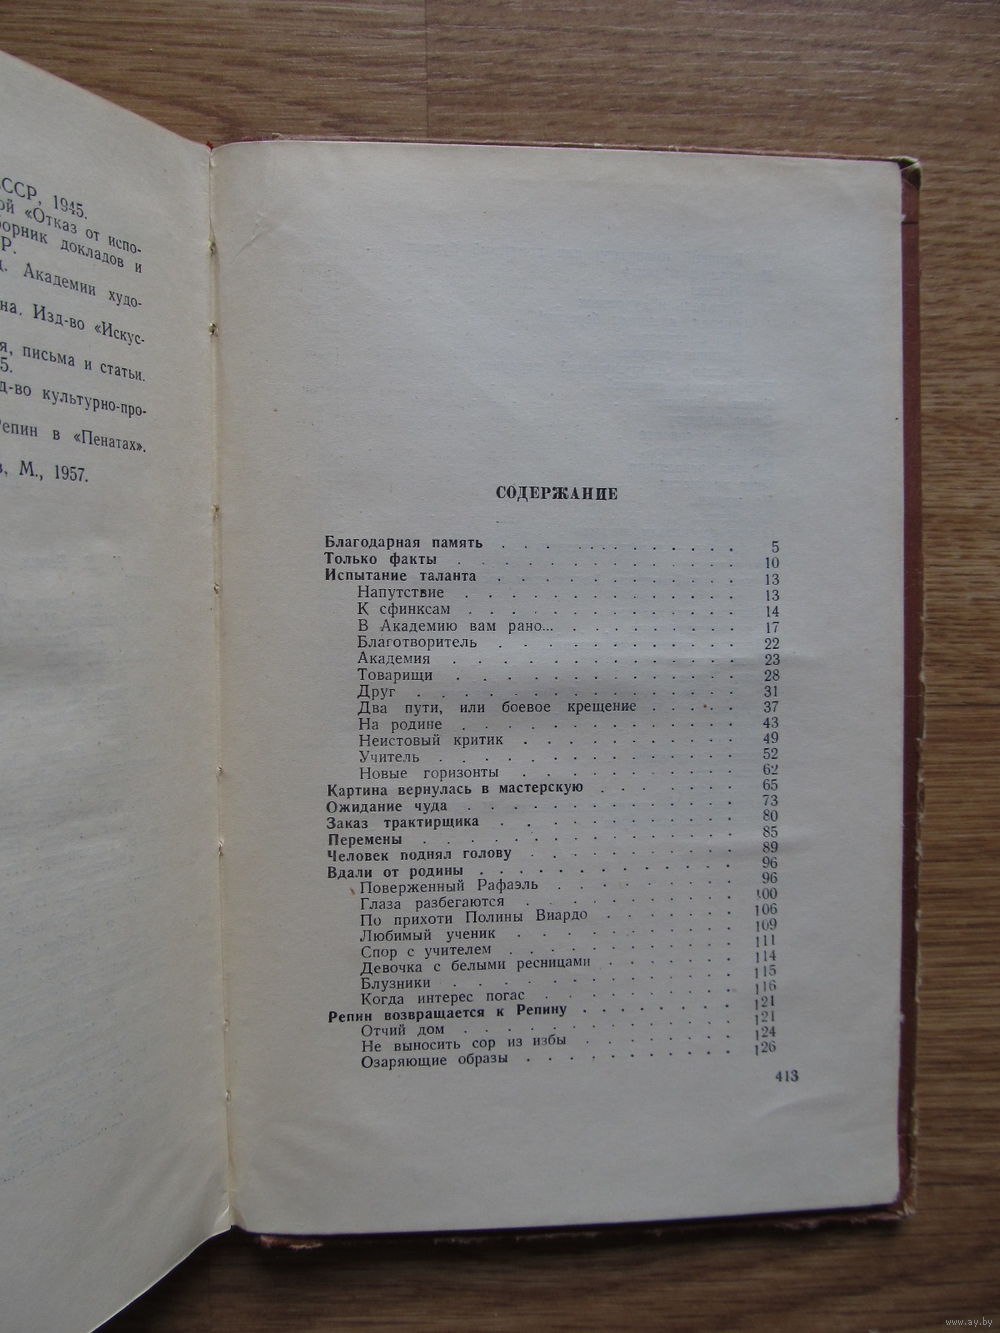 ССР, 1945.
ой «Отказ от испо-
орник докладов и
Р.
Академии худо-
на. Изд-во «Искус-
я, письма и статьи.
5.
д-во культурно-про-
Репин в «Пенатах».
в, М., 1957.
СОДЕРЖАНИЕ
Благодарная память . . . . . . . . . . . . 5
Только факты . . . . . . . . . . . . . 10
Испытание таланта . . . . . . . . . . . . 13
Напутствие . . . . . . . . . . . . . 13
К сфинксам . . . . . . . . . . . . . 14
В Академию вам рано... . . . . . . . . . 17
Благотворитель . . . . . . . . . . . 22
Академия . . . . . . . . . . . . . 23
Товарищи . . . . . . . . . . . . . 28
Друг . . . . . . . . . . . . . . . 31
Два пути, или боевое крещение . . . . . 37
На родине . . . . . . . . . . . . . 43
Неистовый критик . . . . . . . . . . 49
Учитель . . . . . . . . . . . . . . 52
Новые горизонты . . . . . . . . . . 62
Картина вернулась в мастерскую . . . . . . . 65
Ожидание чуда . . . . . . . . . . . . . 73
Заказ трактирщика . . . . . . . . . . . . 80
Перемены . . . . . . . . . . . . . . . 85
Человек поднял голову . . . . . . . . . . 89
Вдали от родины . . . . . . . . . . . . 96
Поверженный Рафаэль . . . . . . . . . 96
Глаза разбегаются . . . . . . . . . . 100
По прихоти Полины Виардо . . . . . . . 106
Любимый ученик . . . . . . . . . . . 109
Спор с учителем . . . . . . . . . . . 111
Девочка с белыми ресницами . . . . . . 114
Блузники . . . . . . . . . . . . . . 115
Когда интерес погас . . . . . . . . . 116
Репин возвращается к Репину . . . . . . . . 121
Отчий дом . . . . . . . . . . . . . 121
Не выносить сор из избы . . . . . . . 124
Озаряющие образы . . . . . . . . . . 126
413
www.ay.by